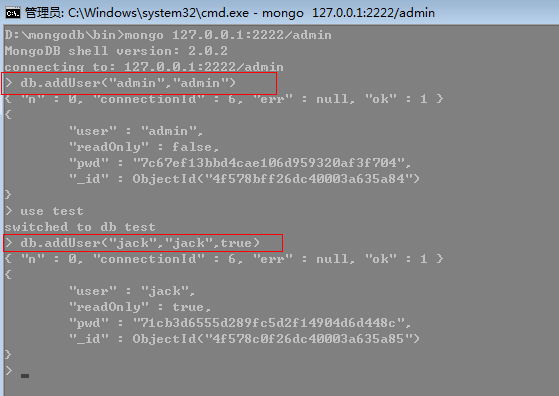 管理员: C:\Windows\system32\cmd.exe - mongo  127.0.0.1:2222/admin
D:\mongodb\bin>mongo 127.0.0.1:2222/admin
MongoDB shell version: 2.0.2
connecting to: 127.0.0.1:2222/admin
> db.addUser("admin","admin")
{ "n" : 0, "connectionId" : 6, "err" : null, "ok" : 1 }
{
        "user" : "admin",
        "readOnly" : false,
        "pwd" : "7c67ef13bbd4cae106d959320af3f704",
        "_id" : ObjectId("4f578bff26dc40003a635a84")
}
> use test
switched to db test
> db.addUser("jack","jack",true)
{ "n" : 0, "connectionId" : 6, "err" : null, "ok" : 1 }
{
        "user" : "jack",
        "readOnly" : true,
        "pwd" : "71cb3d6555d289fc5d2f14904d6d448c",
        "_id" : ObjectId("4f578c0f26dc40003a635a85")
}
>